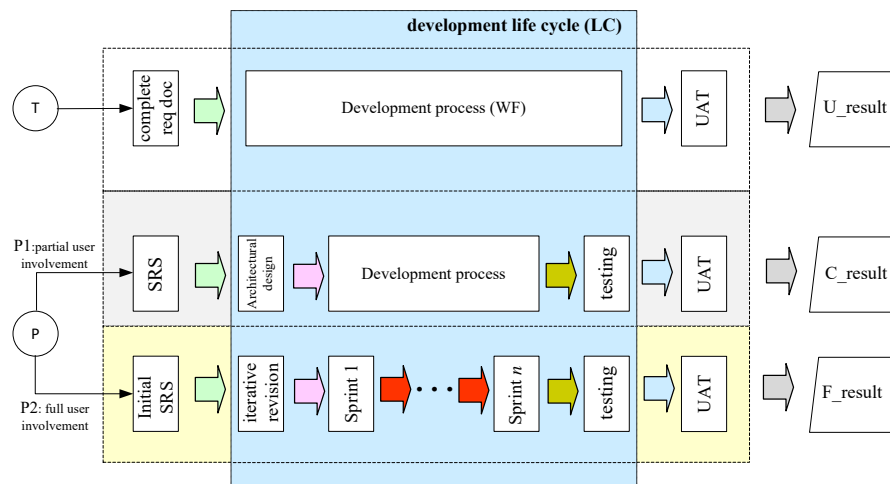 development life cycle (LC)
T
complete
req doc
Development process (WF)
UAT
U_result
P1:partial user
involvement
SRS
Architectural
design
Development process
testing
UAT
C_result
P
P2: full user
involvement
Initial
SRS
iterative
revision
Sprint 1
Sprint n
testing
UAT
F_result